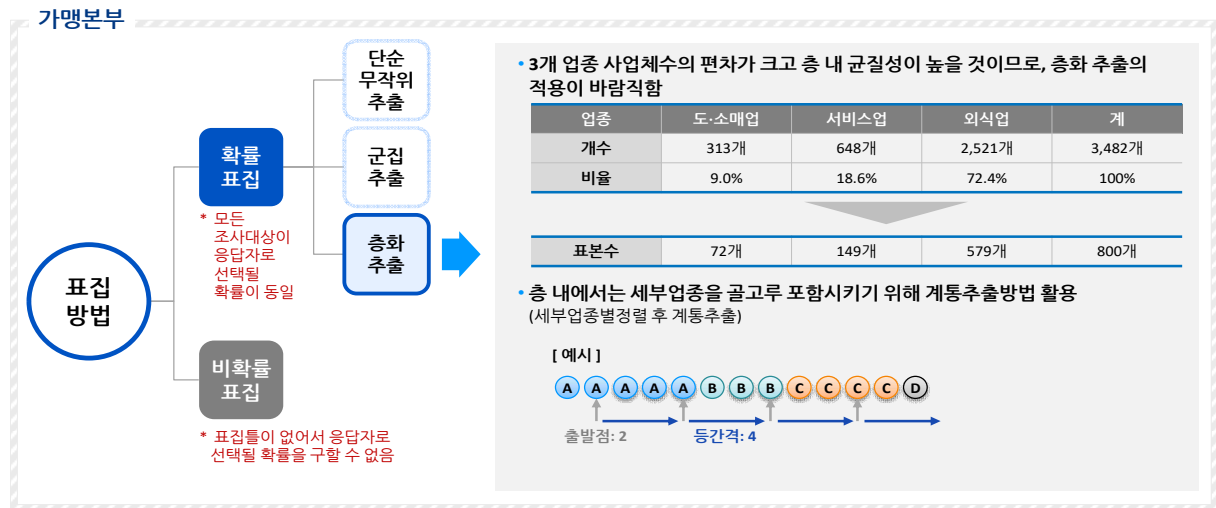 가맹본부
표집
방법
확률
표집
* 모든
조사대상이
응답자로
선택될
확률이 동일
비확률
표집
* 표집틀이 없어서 응답자로
선택될 확률을 구할 수 없음
단순
무작위
추출
군집
추출
층화
추출
• 3개 업종 사업체수의 편차가 크고 층 내 균질성이 높을 것이므로, 층화 추출의
적용이 바람직함
업종 도·소매업 서비스업 외식업 계
개수 313개 648개 2,521개 3,482개
비율 9.0% 18.6% 72.4% 100%
표본수 72개 149개 579개 800개
• 층 내에서는 세부업종을 골고루 포함시키기 위해 계통추출방법 활용
(세부업종별정렬 후 계통추출)
[ 예시 ]
A A A A A B B B C C C C D
출발점: 2 등간격: 4